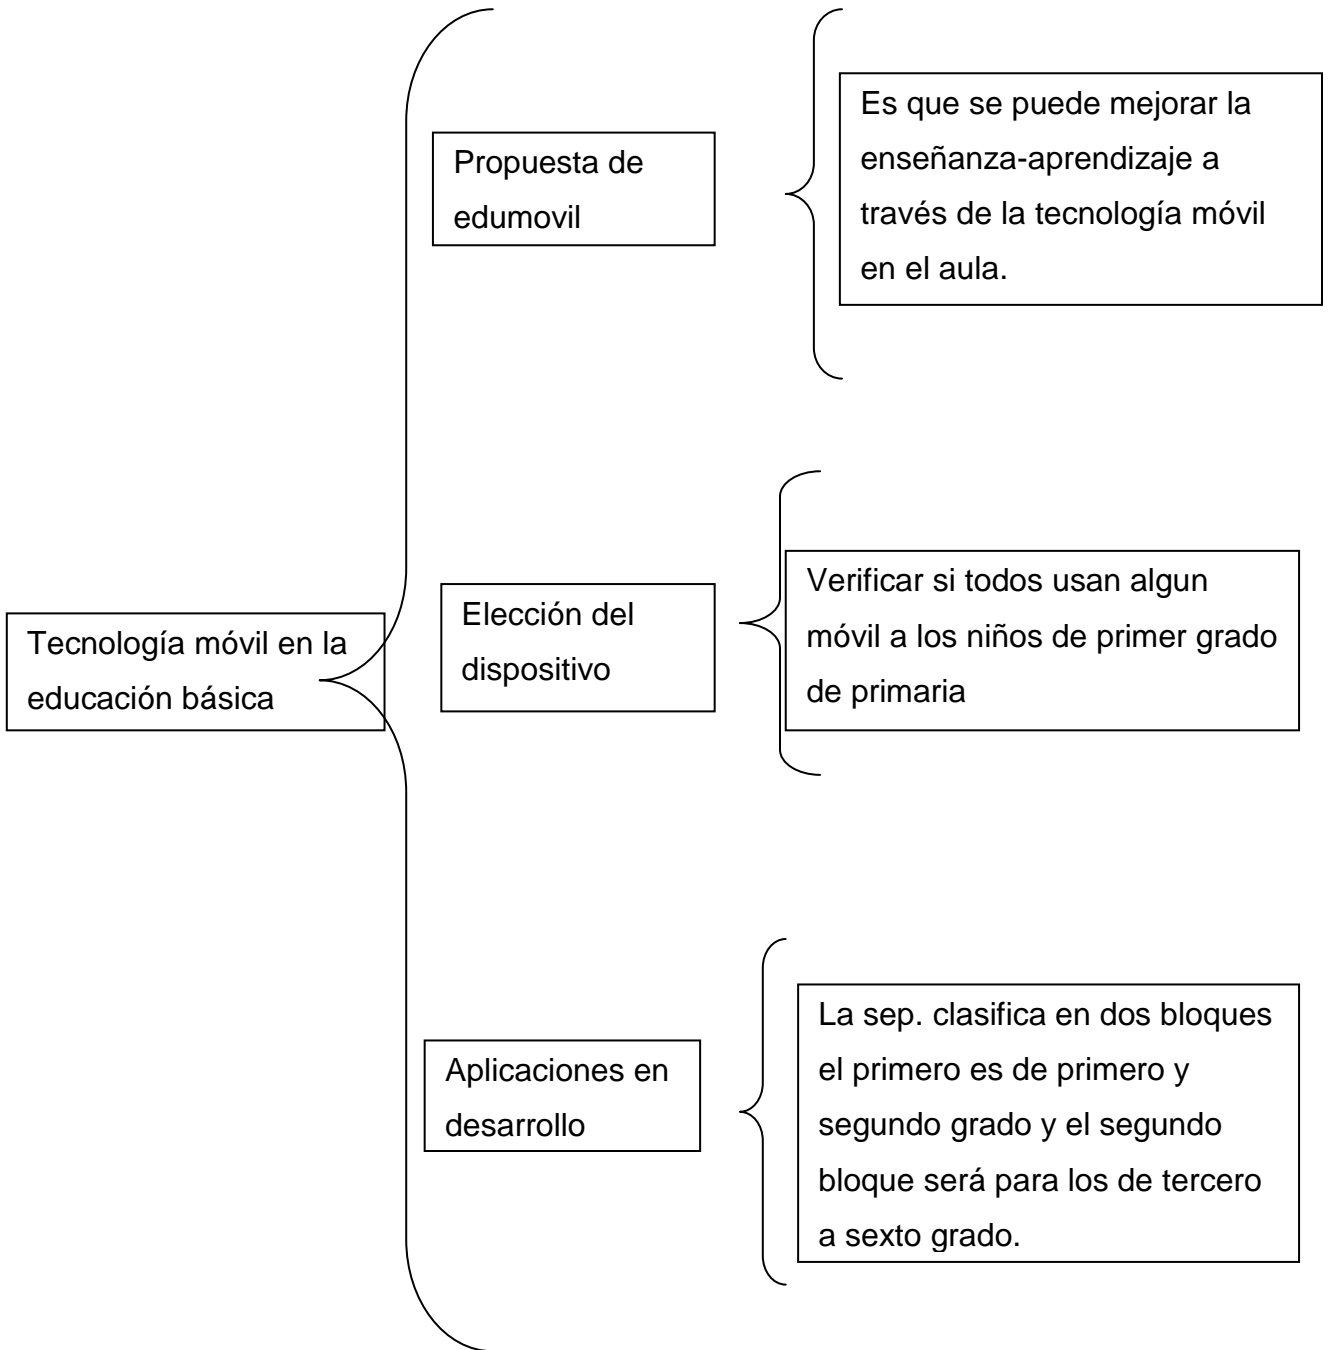 Tecnología móvil en la
educación básica
Propuesta de
edumovil
Es que se puede mejorar la
enseñanza-aprendizaje a
través de la tecnología móvil
en el aula.
Elección del
dispositivo
Verificar si todos usan algun
móvil a los niños de primer grado
de primaria
Aplicaciones en
desarrollo
La sep. clasifica en dos bloques
el primero es de primero y
segundo grado y el segundo
bloque será para los de tercero
a sexto grado.